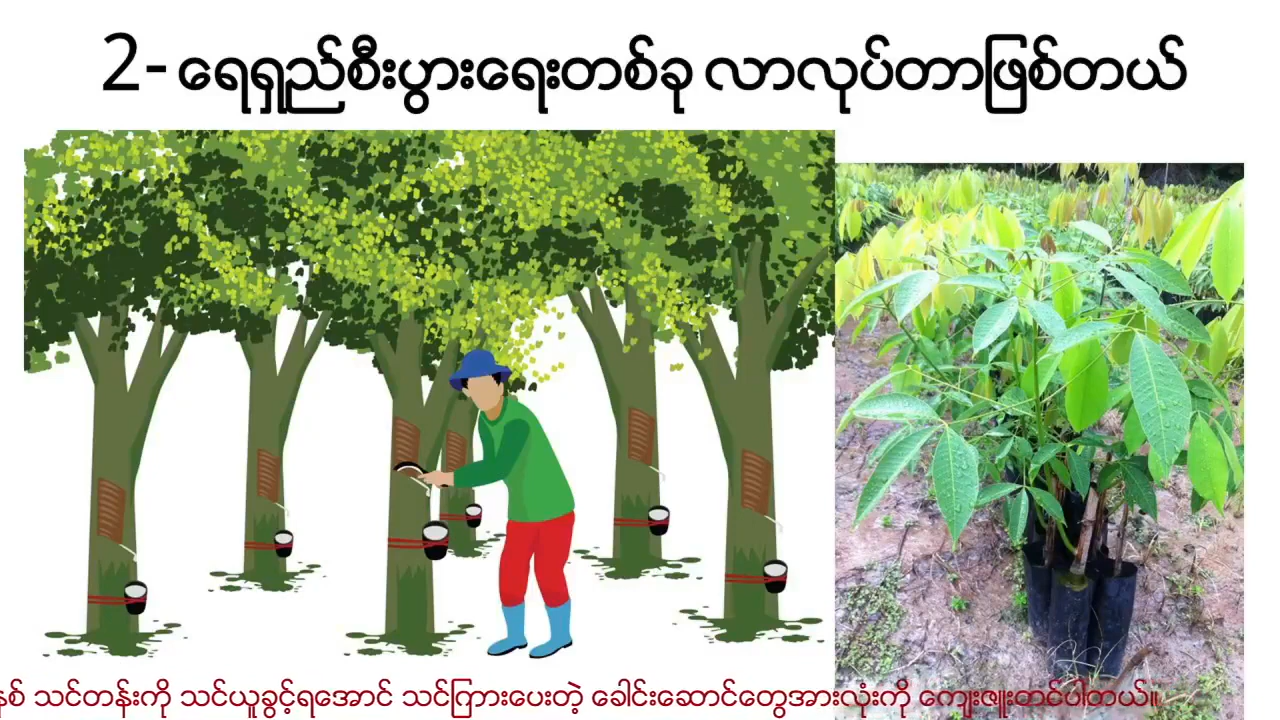 2- ရေရှည်စီးပွားရေးတစ်ခု လာလုပ်တာဖြစ်တယ်
သင်တန်းကို သင်ယူခွင့်ရအောင် သင်ကြားပေးတဲ့ ခေါင်းဆောင်တွေအားလုံးကို ကျေးဇူးတင်ပါတယ်။